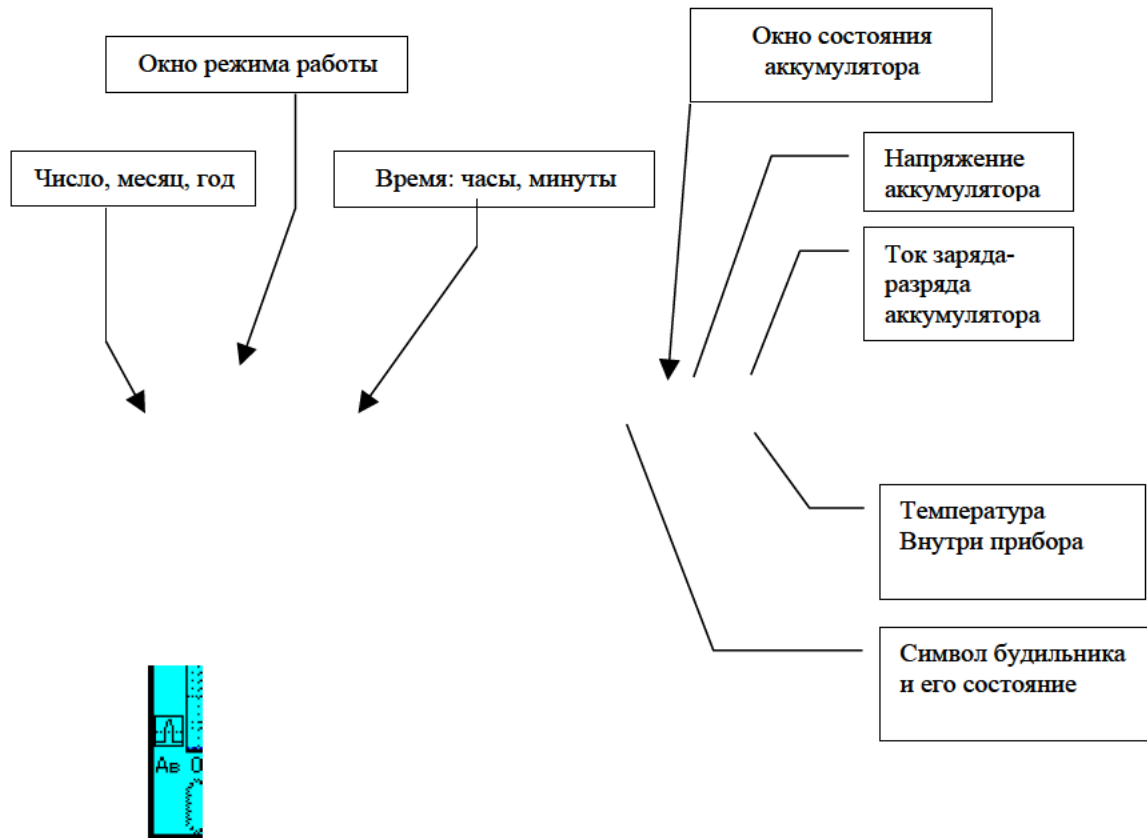 Окно режима работы
Окно состояния
аккумулятора
Число, месяц, год
Время: часы, минуты
Напряжение
аккумулятора
Ток заряда-
разряда
аккумулятора
Температура
Внутри прибора
Символ будильника
и его состояние
Ав 0